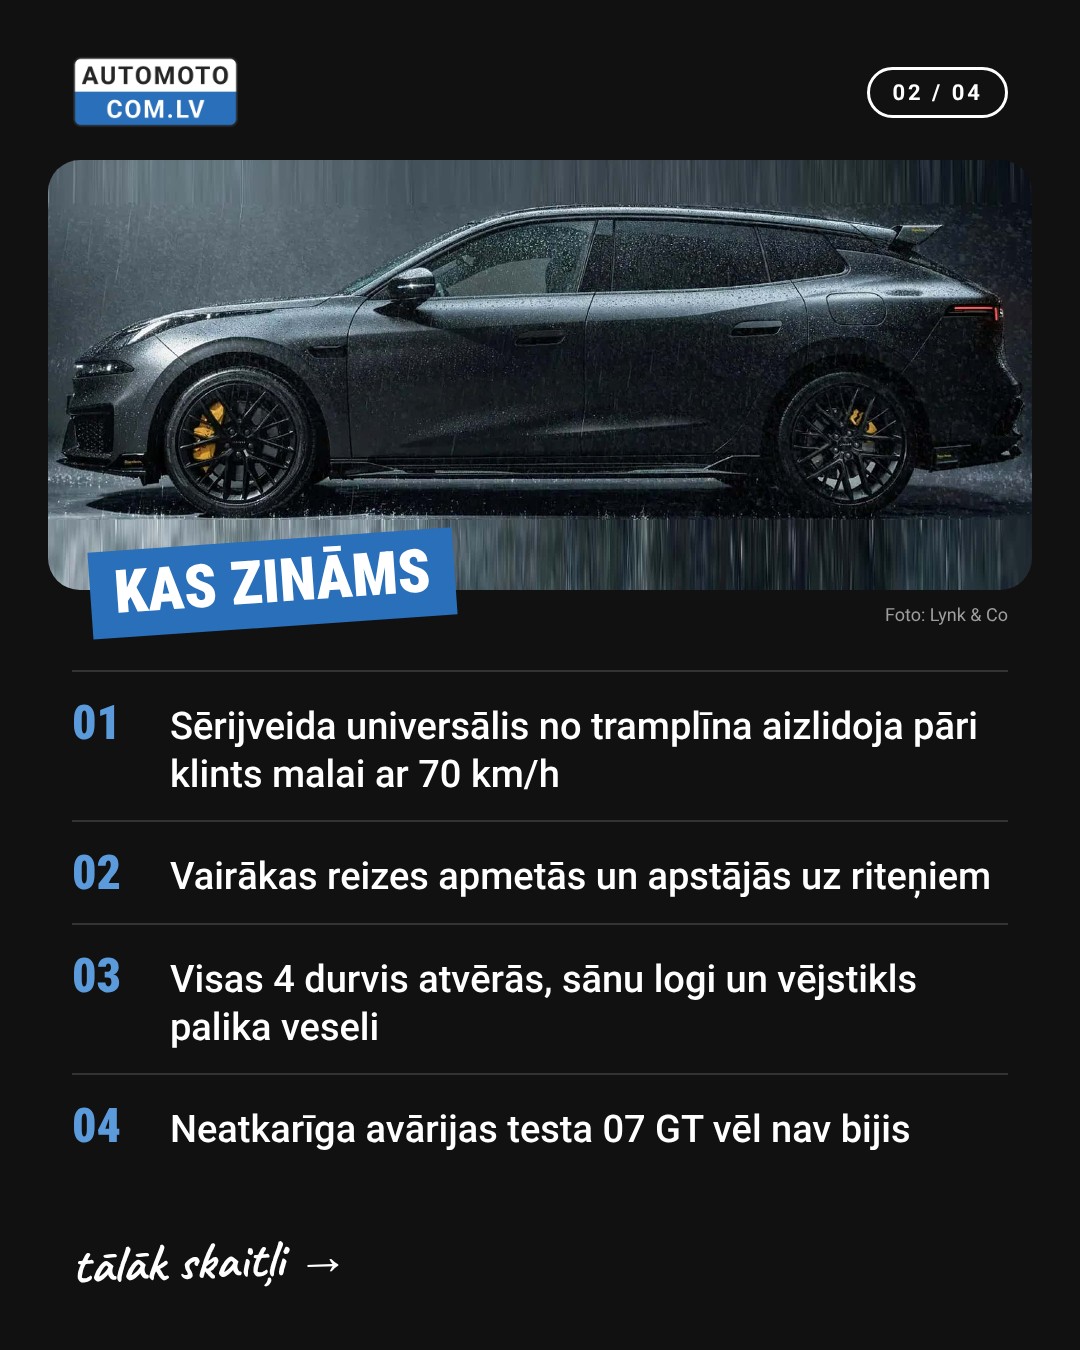 AUTOMOTO
COM.LV
02 / 04
KAS ZINĀMS
Foto: Lynk & Co
01
Sērijveida universālis no tramplīna aizlidoja pāri
klints malai ar 70 km/h
02
Vairākas reizes apmetās un apstājās uz riteņiem
03
Visas 4 durvis atvērās, sānu logi un vējstikls
palika veseli
04
Neatkarīga avārijas testa 07 GT vēl nav bijis
tālāk skaitļi →